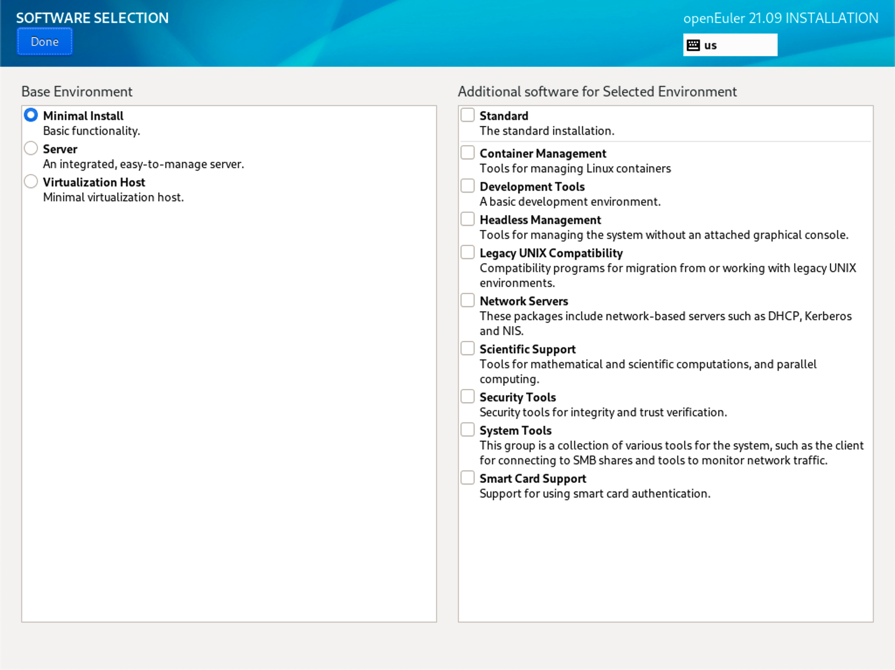 SOFTWARE SELECTION
openEuler 21.09 INSTALLATION
Done
us
Base Environment
Minimal Install
Basic functionality.
Server
An integrated, easy-to-manage server.
Virtualization Host
Minimal virtualization host.
Additional software for Selected Environment
Standard
The standard installation.
Container Management
Tools for managing Linux containers
Development Tools
A basic development environment.
Headless Management
Tools for managing the system without an attached graphical console.
Legacy UNIX Compatibility
Compatibility programs for migration from or working with legacy UNIX
environments.
Network Servers
These packages include network-based servers such as DHCP, Kerberos
and NIS.
Scientific Support
Tools for mathematical and scientific computations, and parallel
computing.
Security Tools
Security tools for integrity and trust verification.
System Tools
This group is a collection of various tools for the system, such as the client
for connecting to SMB shares and tools to monitor network traffic.
Smart Card Support
Support for using smart card authentication.